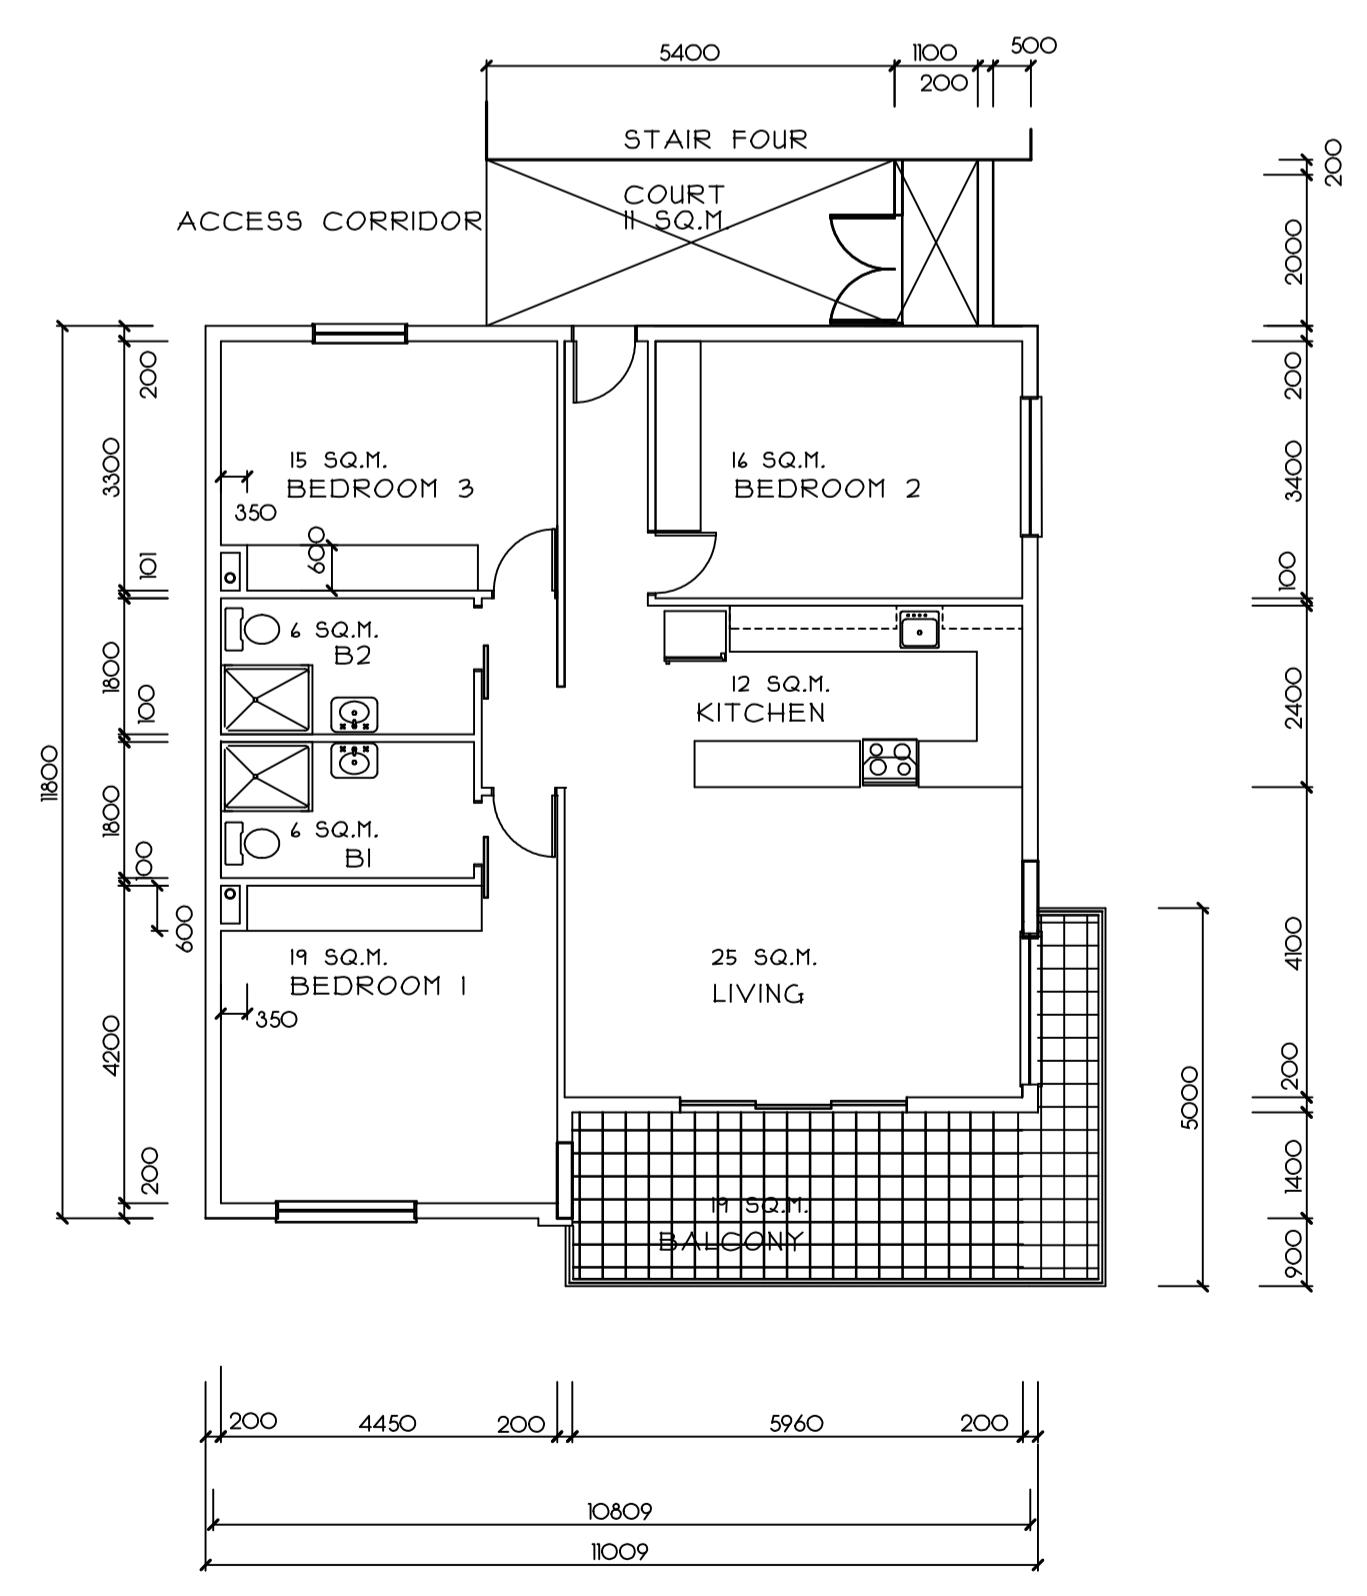 5400
1100
500
200
STAIR FOUR
200
COURT
11 SQ.M.
ACCESS CORRIDOR
2000
200
200
15 SQ.M.
BEDROOM 3
16 SQ.M.
BEDROOM 2
3300
3400
350
600
101
100
6 SQ.M.
B2
1800
12 SQ.M.
KITCHEN
2400
100
11800
1800
6 SQ.M.
B1
100
600
19 SQ.M.
BEDROOM 1
25 SQ.M.
LIVING
4100
350
4200
200
5000
200
1400
19 SQ.M.
BALCONY
900
200
4450
200
5960
200
10809
11009